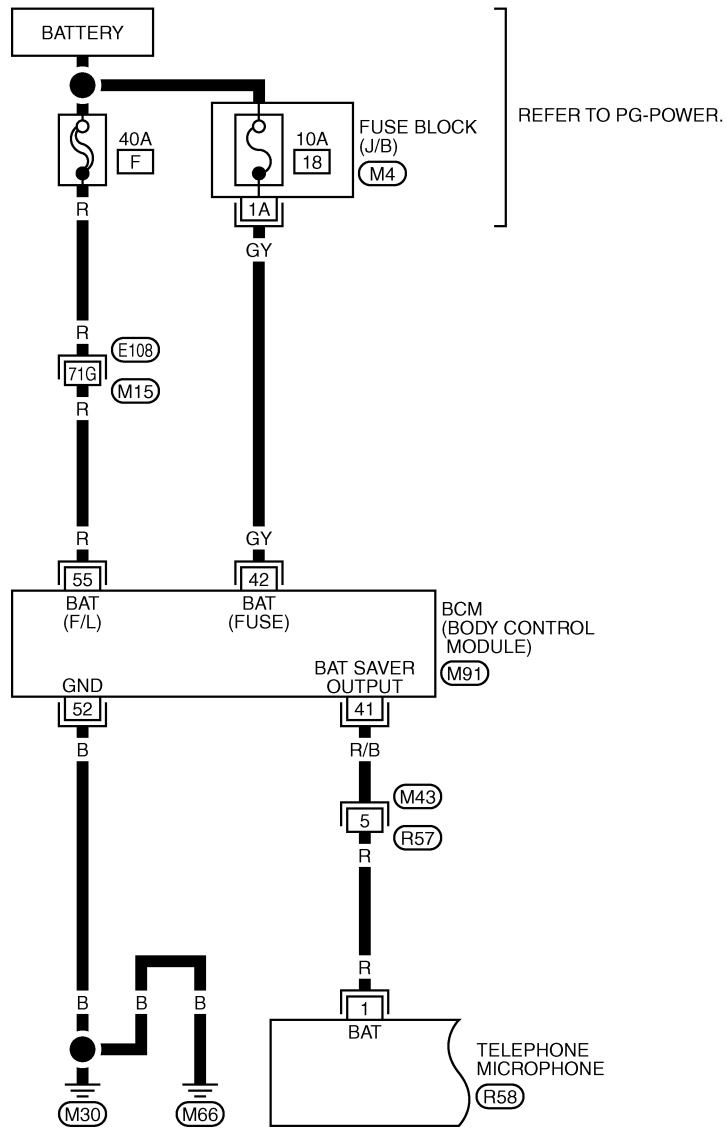 BATTERY
REFER TO PG-POWER.
40A
F
10A
18
FUSE BLOCK
(J/B)
M4
1A
R
GY
R
E108
71G
M15
R
R
GY
55
42
BAT
(F/L)
BAT
(FUSE)
BCM
(BODY CONTROL
MODULE)
M91
GND
BAT SAVER
OUTPUT
52
41
B
R/B
M43
5
R57
R
R
B
B
B
1
BAT
TELEPHONE
MICROPHONE
R58
M30
M66